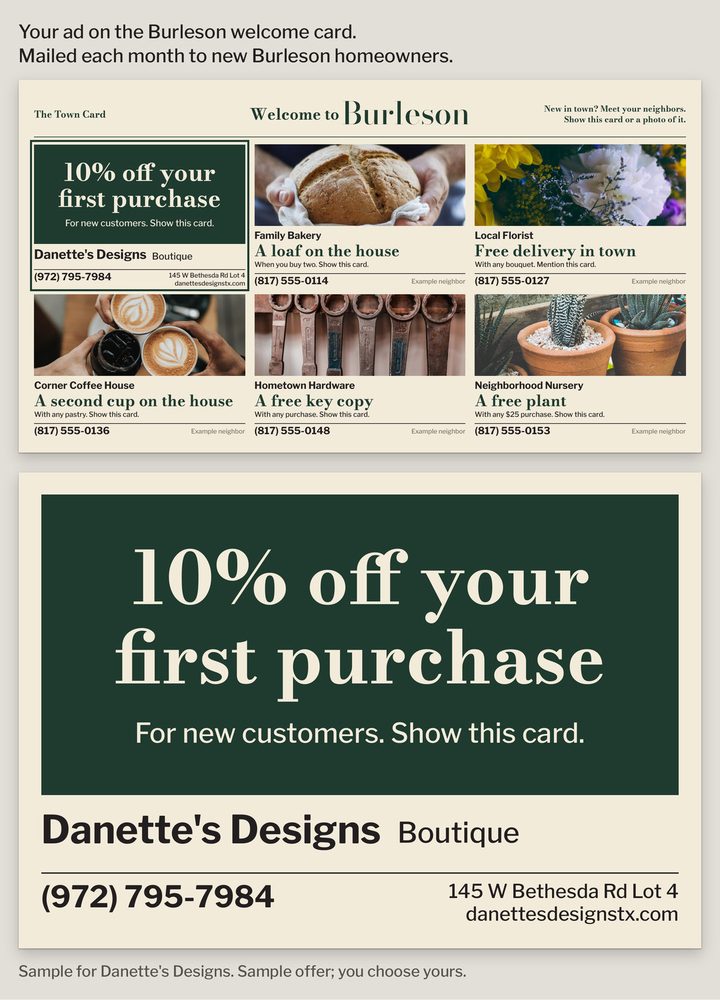 Your ad on the Burleson welcome card.
Mailed each month to new Burleson homeowners.
The Town Card
Welcome to Burleson
New in town? Meet your neighbors.
Show this card or a photo of it.
10% off your
first purchase
For new customers. Show this card.
Danette's Designs Boutique
(972) 795-7984
145 W Bethesda Rd Lot 4
danettesdesignstx.com
Family Bakery
A loaf on the house
When you buy two. Show this card.
(817) 555-0114
Example neighbor
Local Florist
Free delivery in town
With any bouquet. Mention this card.
(817) 555-0127
Example neighbor
Corner Coffee House
A second cup on the house
With any pastry. Show this card.
(817) 555-0136
Example neighbor
Hometown Hardware
A free key copy
With any purchase. Show this card.
(817) 555-0148
Example neighbor
Neighborhood Nursery
A free plant
With any $25 purchase. Show this card.
(817) 555-0153
Example neighbor
10% off your
first purchase
For new customers. Show this card.
Danette's Designs Boutique
(972) 795-7984
145 W Bethesda Rd Lot 4
danettesdesignstx.com
Sample for Danette's Designs. Sample offer; you choose yours.